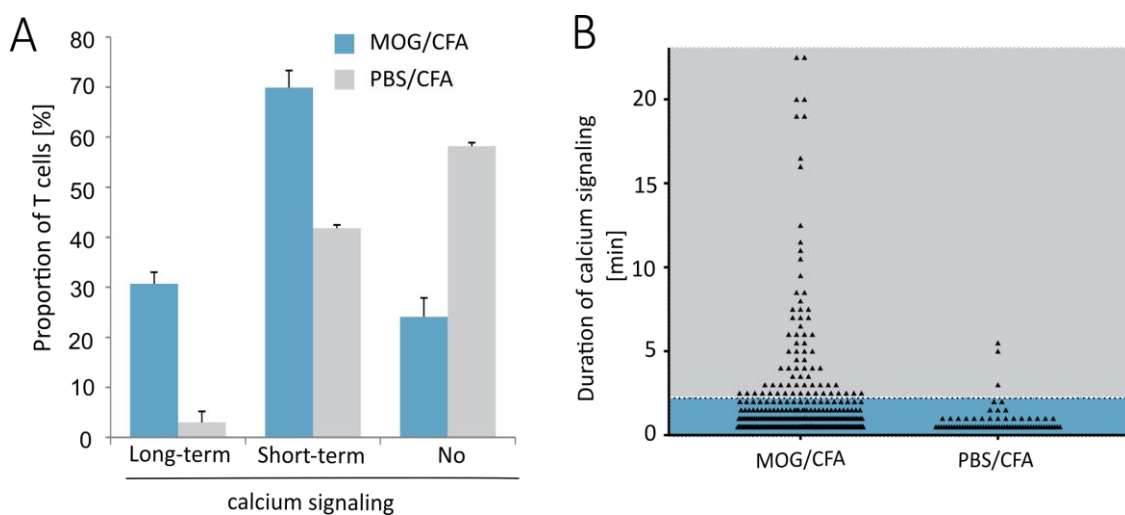 A
Proportion of T cells [%]
80
70
60
50
40
30
20
10
0
MOG/CFA
PBS/CFA
Long-term Short-term No
calcium signaling
B
Duration of calcium signaling
[min]
20
15
10
5
0
MOG/CFA PBS/CFA